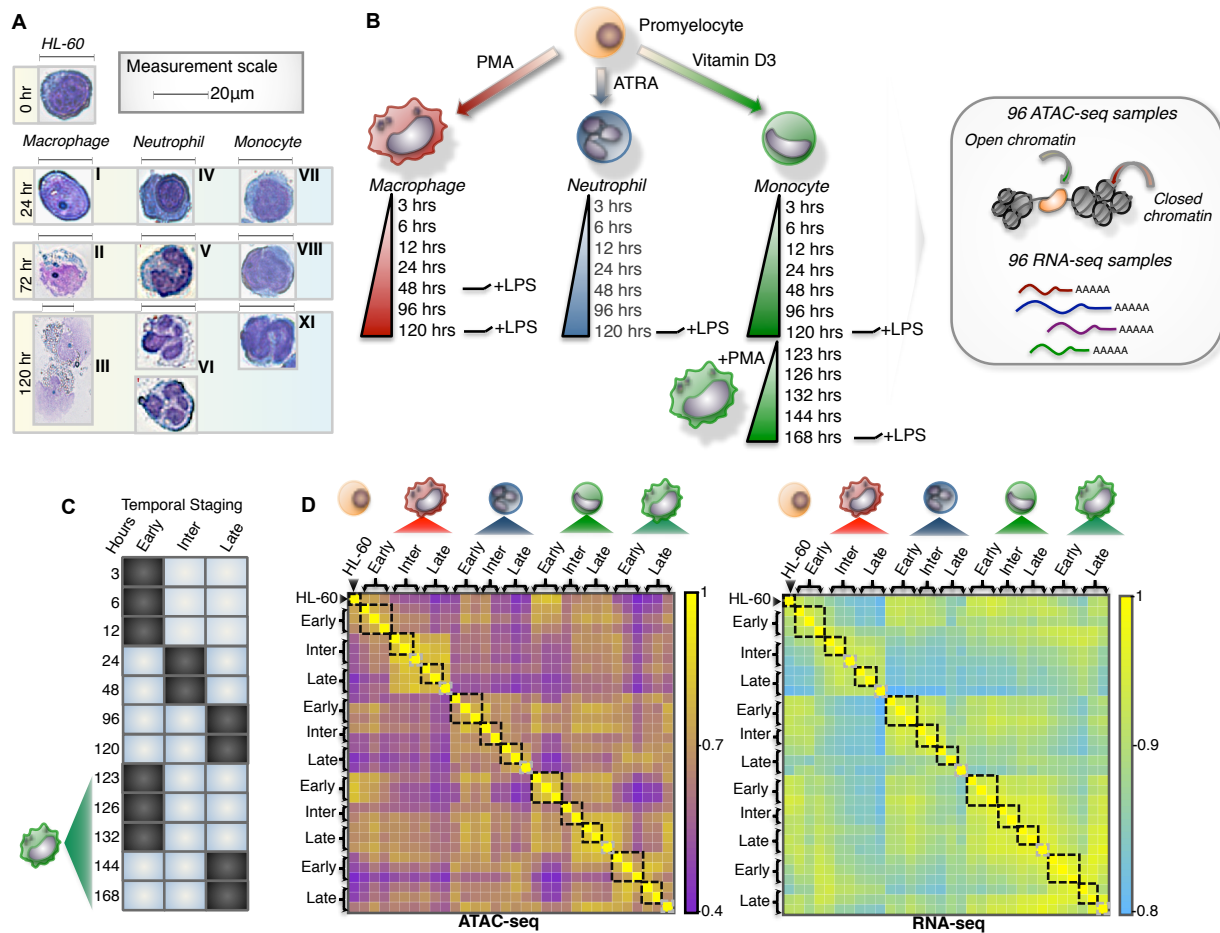 A
HL-60
0 hr
Measurement scale
20µm
Macrophage
Neutrophil
Monocyte
24 hr
I
IV
VII
72 hr
II
V
VIII
120 hr
III
VI
XI
B
Promyelocyte
PMA
ATRA
Vitamin D3
Macrophage
3 hrs
6 hrs
12 hrs
24 hrs
48 hrs
+LPS
96 hrs
120 hrs
+LPS
Neutrophil
3 hrs
6 hrs
12 hrs
24 hrs
48 hrs
96 hrs
120 hrs
+LPS
Monocyte
3 hrs
6 hrs
12 hrs
24 hrs
48 hrs
96 hrs
120 hrs
+LPS
+PMA
123 hrs
126 hrs
132 hrs
144 hrs
168 hrs
+LPS
96 ATAC-seq samples
Open chromatin
Closed
chromatin
96 RNA-seq samples
AAAAA
AAAAA
AAAAA
AAAAA
C
Temporal Staging
Hours
Early
Inter
Late
3
6
12
24
48
96
120
123
126
132
144
168
D
HL-60
Early
Inter
Late
Early
Inter
Late
Early
Inter
Late
Early
Late
HL-60
Early
Inter
Late
Early
Inter
Late
Early
Inter
Late
Early
Late
1
0.7
0.4
ATAC-seq
HL-60
Early
Inter
Late
Early
Inter
Late
Early
Inter
Late
Early
Late
HL-60
Early
Inter
Late
Early
Inter
Late
Early
Inter
Late
Early
Late
1
0.9
0.8
RNA-seq